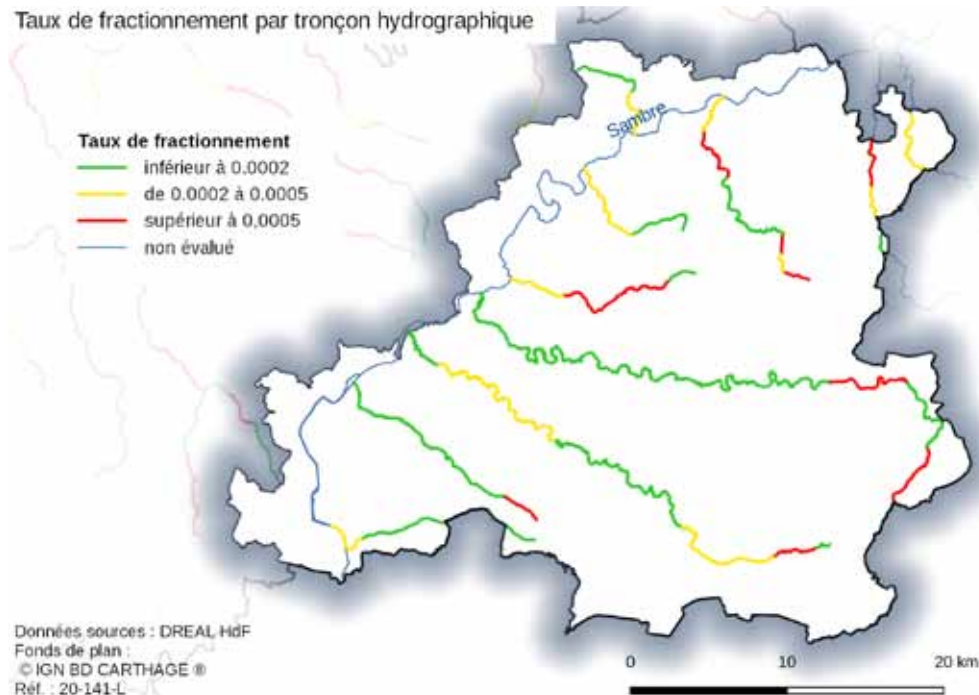 Taux de fractionnement par tronçon hydrographique
Taux de fractionnement
inférieur à 0.0002
de 0.0002 à 0.0005
supérieur à 0,0005
non évalué
Sambre
Données sources : DREAL HdF
Fonds de plan :
© IGN BD CARTHAGE ®
Réf. : 20-141-L
0 10 20 km